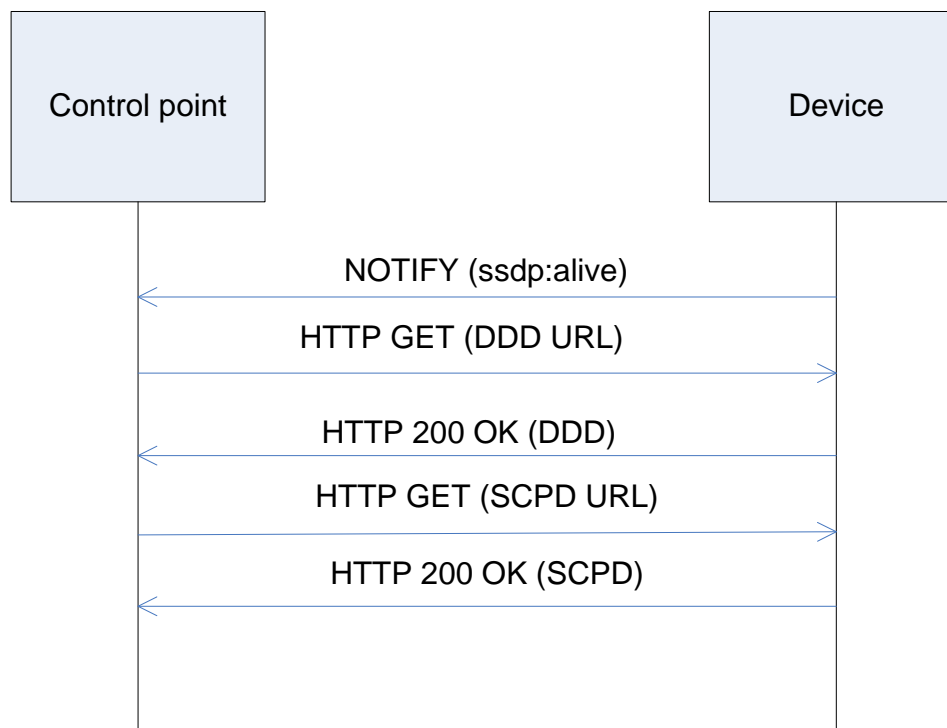 Control point
Device
NOTIFY (ssdp:alive)
HTTP GET (DDD URL)
HTTP 200 OK (DDD)
HTTP GET (SCPD URL)
HTTP 200 OK (SCPD)